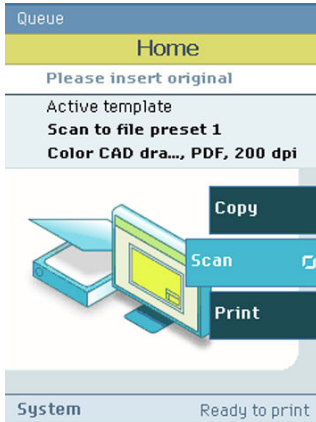 Queue
Home
Please insert original
Active template
Scan to file preset 1
Color CAD dra..., PDF, 200 dpi
Copy
Scan
Print
System Ready to print